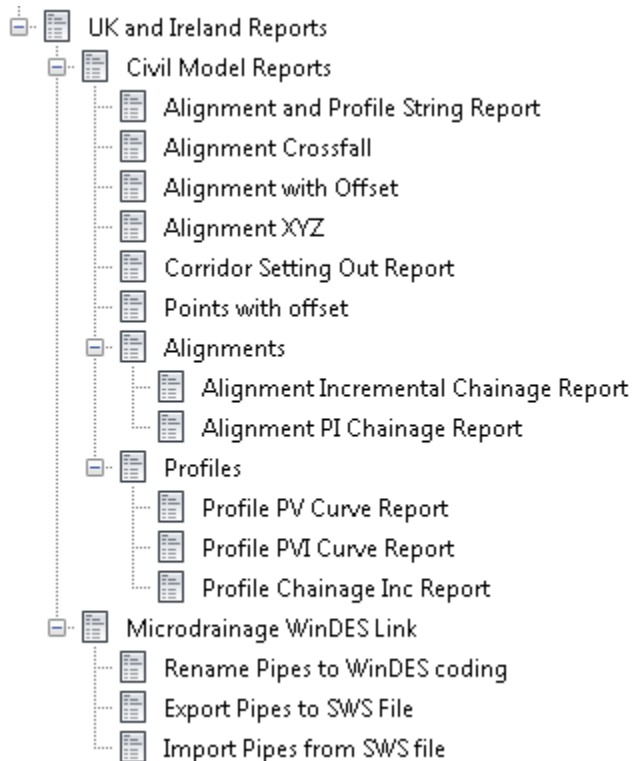 UK and Ireland Reports
Civil Model Reports
Alignment and Profile String Report
Alignment Crossfall
Alignment with Offset
Alignment XYZ
Corridor Setting Out Report
Points with offset
Alignments
Alignment Incremental Chainage Report
Alignment PI Chainage Report
Profiles
Profile PV Curve Report
Profile PVI Curve Report
Profile Chainage Inc Report
Microdrainage WinDES Link
Rename Pipes to WinDES coding
Export Pipes to SWS File
Import Pipes from SWS file